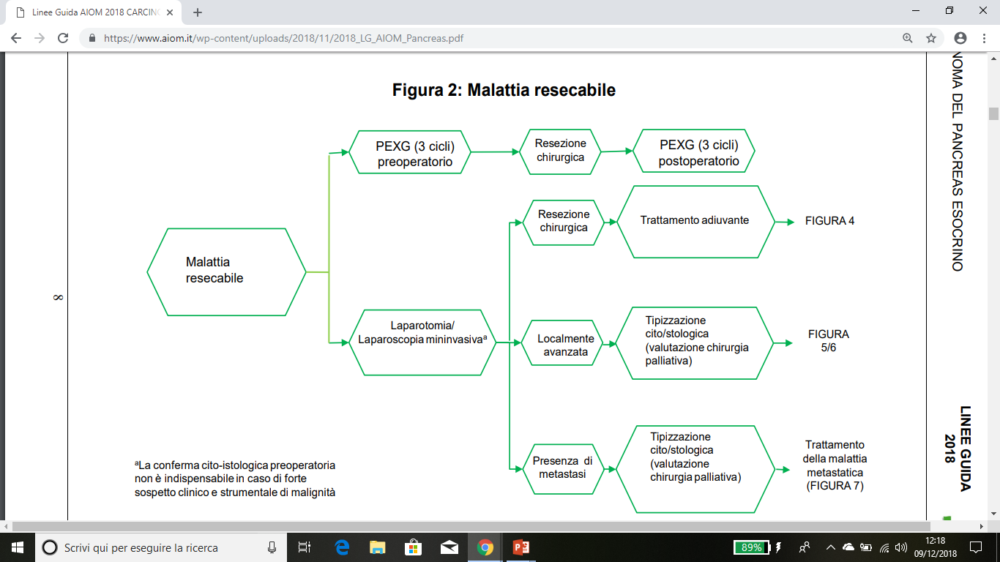 Linee Guida AIOM 2018 CARCIN
https://www.aiom.it/wp-content/uploads/2018/11/2018_LG_AIOM_Pancreas.pdf
Figura 2: Malattia resecabile
PEXG (3 cicli)
preoperatorio
Resezione
chirurgica
PEXG (3 cicli)
postoperatorio
Resezione
chirurgica
Trattamento adiuvante
FIGURA 4
Malattia
resecabile
Laparotomia/
Laparoscopia mininvasivaᵃ
Localmente
avanzata
Tipizzazione
cito/stologica
(valutazione chirurgia
palliativa)
FIGURA
5/6
Presenza di
metastasi
Tipizzazione
cito/stologica
(valutazione
chirurgia palliativa)
Trattamento
della malattia
metastatica
(FIGURA 7)
ᵃLa conferma cito-istologica preoperatoria
non è indispensabile in caso di forte
sospetto clinico e strumentale di malignità
8
NOMA DEL PANCREAS ESOCRINO
LINEE GUIDA
2018
Scrivi qui per eseguire la ricerca
89%
12:18
09/12/2018